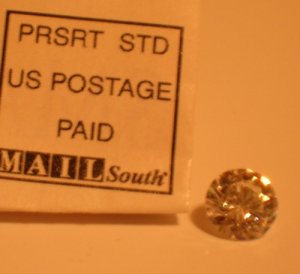 PRSRT STD
US POSTAGE
PAID
MAIL South®